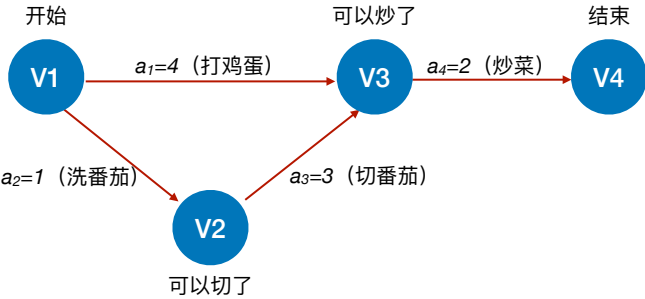 开始
可以炒了
结束
V1
a₁=4（打鸡蛋）
V3
a₄=2（炒菜）
V4
a₂=1（洗番茄）
a₃=3（切番茄）
V2
可以切了